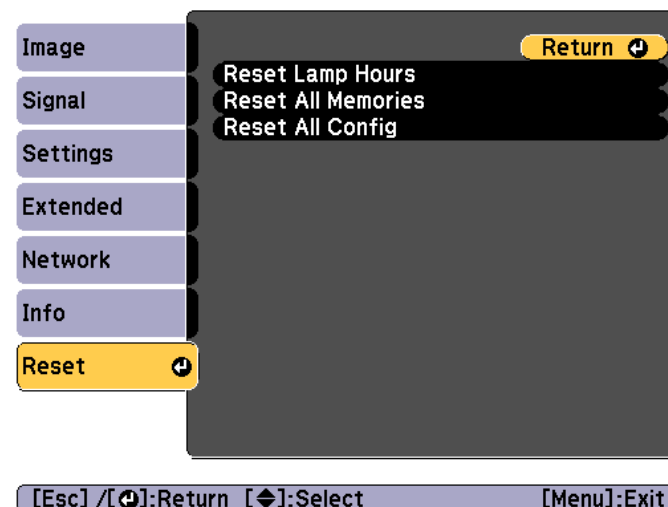 Image
Signal
Settings
Extended
Network
Info
Reset
Return
Reset Lamp Hours
Reset All Memories
Reset All Config
[Esc] /[⏎]:Return [◆]:Select [Menu]:Exit